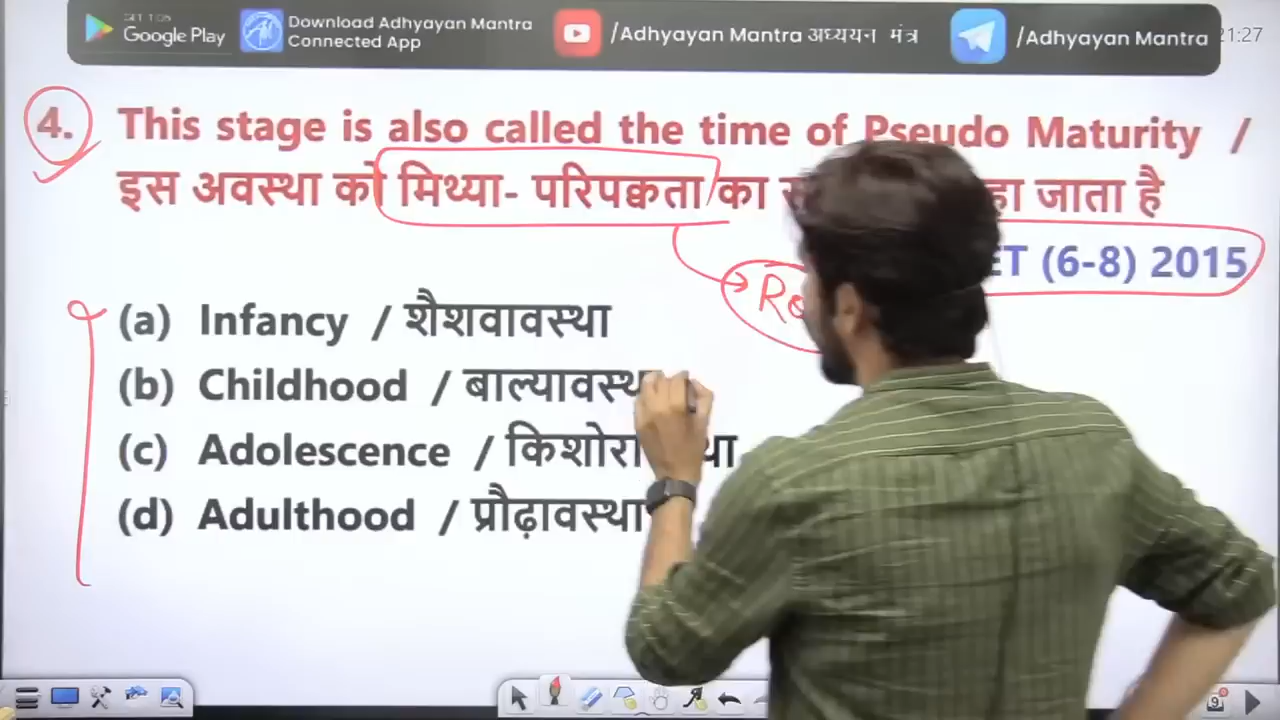 GET IT ON
Google Play
Download Adhyayan Mantra
Connected App
/Adhyayan Mantra अध्ययन मंत्र
/Adhyayan Mantra
21:27
4. This stage is also called the time of Pseudo Maturity /
इस अवस्था को मिथ्या- परिपक्वता का हा जाता है
ET (6-8) 2015
(a) Infancy / शैशवावस्था
(b) Childhood / बाल्यावस्था
(c) Adolescence / किशोरा था
(d) Adulthood / प्रौढ़ावस्था